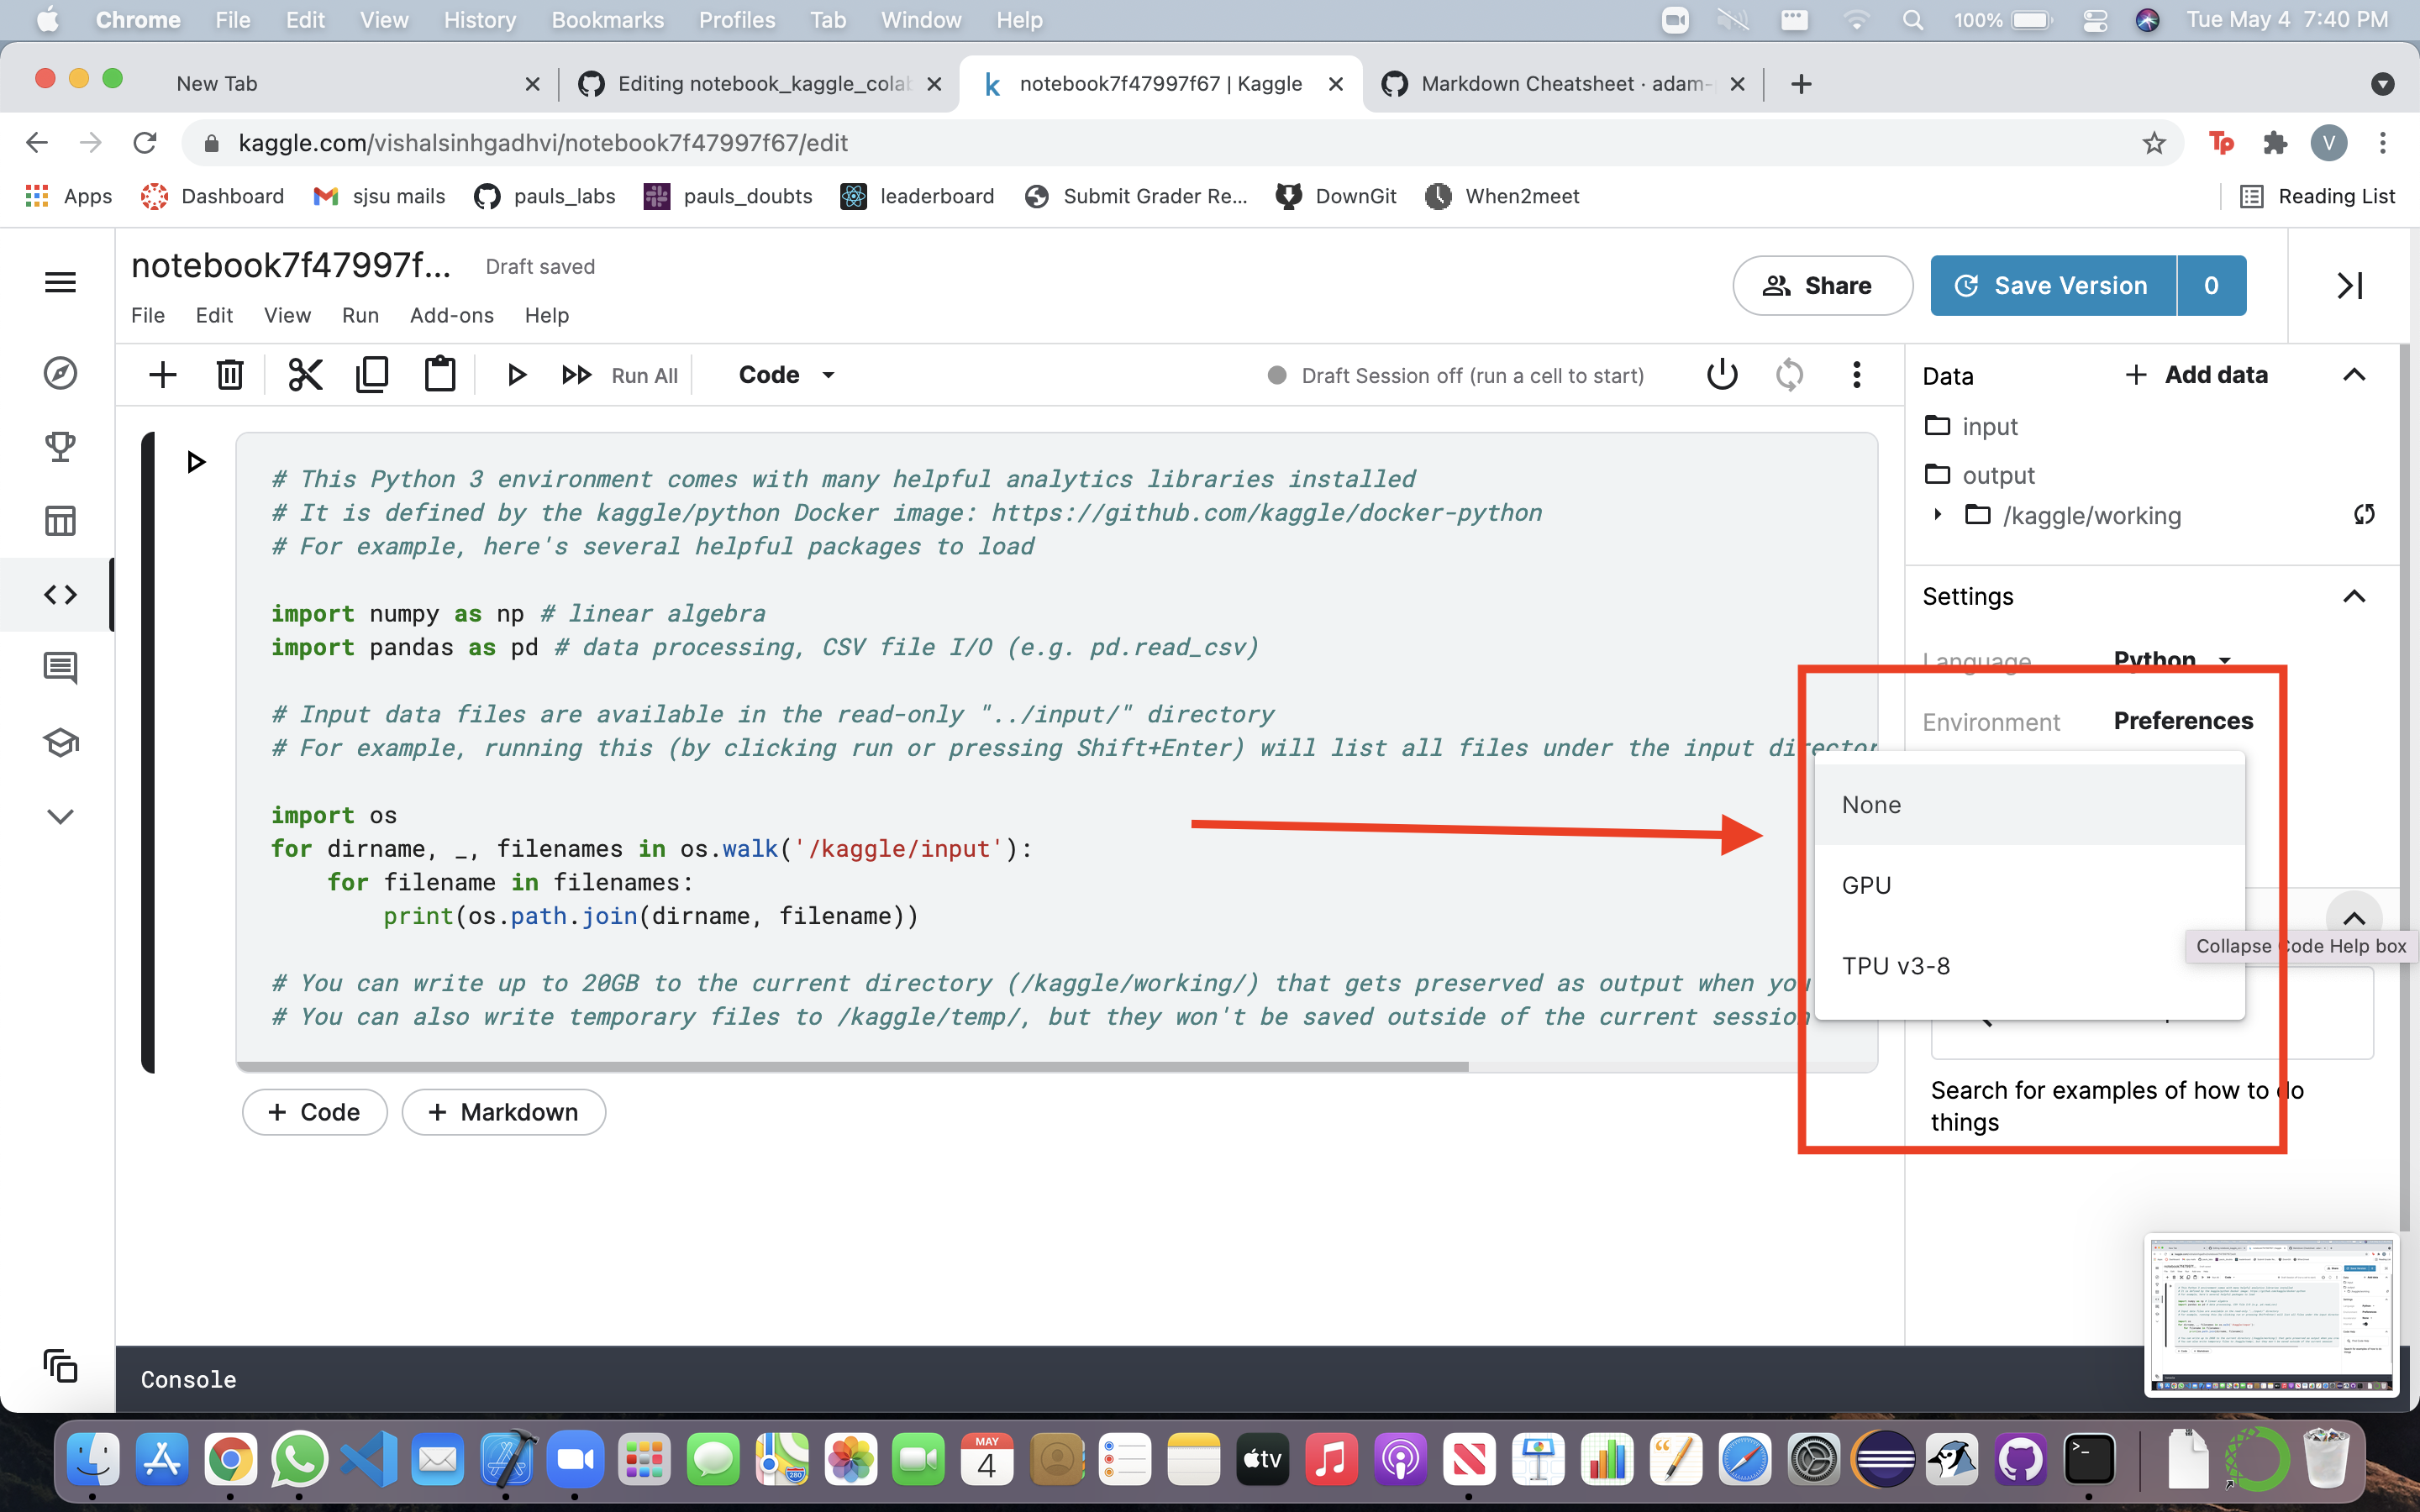 Chrome File Edit View History Bookmarks Profiles Tab Window Help 100% Tue May 4 7:40 PM
New Tab Editing notebook_kaggle_colab notebook7f47997f67 | Kaggle Markdown Cheatsheet · adam-
kaggle.com/vishalsinhgadhvi/notebook7f47997f67/edit Tp V
Apps Dashboard sjsu mails pauls_labs pauls_doubts leaderboard Submit Grader Re... DownGit When2meet Reading List
notebook7f47997f... Draft saved
Share Save Version 0
File Edit View Run Add-ons Help
Run All Code Draft Session off (run a cell to start)
Data + Add data
input
output
/kaggle/working
Settings
Language Python
Environment Preferences
None
GPU
TPU v3-8
Collapse Code Help box
Search for examples of how to do
things
# This Python 3 environment comes with many helpful analytics libraries installed
# It is defined by the kaggle/python Docker image: https://github.com/kaggle/docker-python
# For example, here's several helpful packages to load
import numpy as np # linear algebra
import pandas as pd # data processing, CSV file I/O (e.g. pd.read_csv)
# Input data files are available in the read-only "../input/" directory
# For example, running this (by clicking run or pressing Shift+Enter) will list all files under the input director
import os
for dirname, _, filenames in os.walk('/kaggle/input'):
for filename in filenames:
print(os.path.join(dirname, filename))
# You can write up to 20GB to the current directory (/kaggle/working/) that gets preserved as output when you
# You can also write temporary files to /kaggle/temp/, but they won't be saved outside of the current session
+ Code + Markdown
Console
MAY
4
280
tv